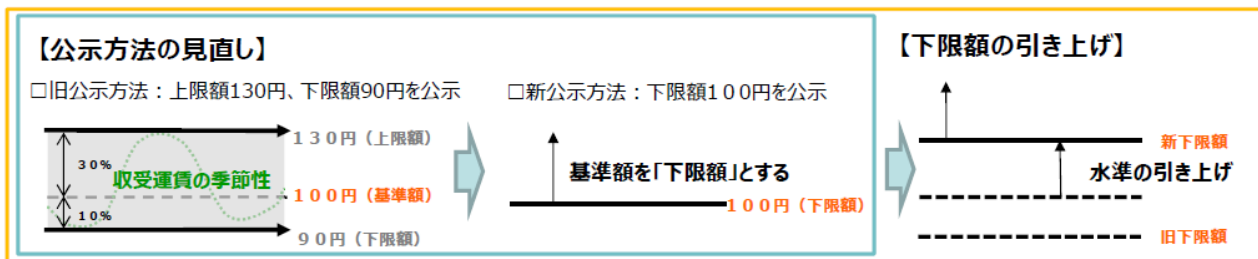 【公示方法の見直し】
□旧公示方法：上限額130円、下限額90円を公示
130円（上限額）
30%
収受運賃の季節性
100円（基準額）
10%
90円（下限額）
□新公示方法：下限額100円を公示
基準額を「下限額」とする
100円（下限額）
【下限額の引き上げ】
新下限額
水準の引き上げ
旧下限額